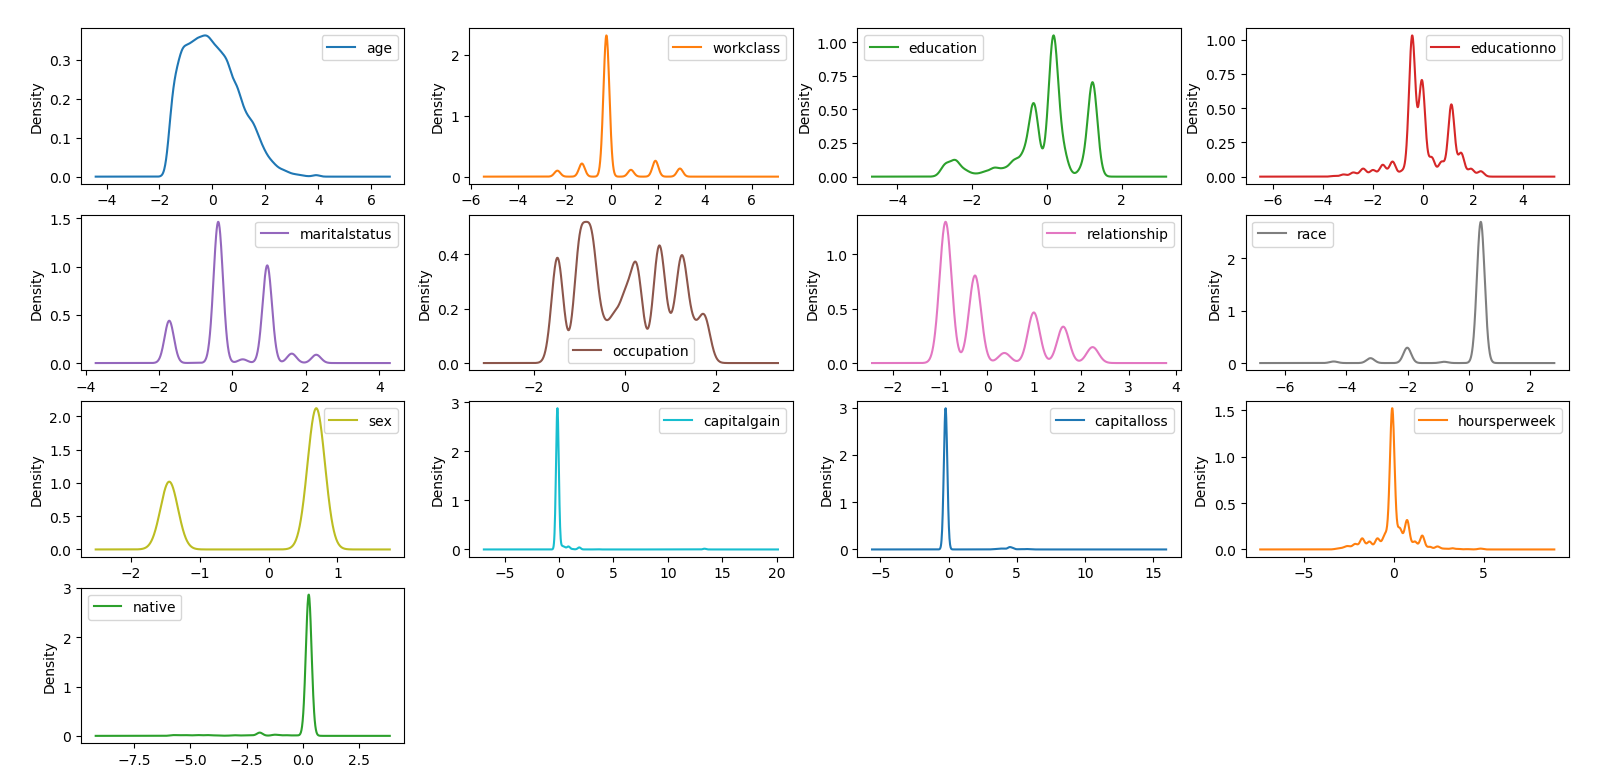 age
Density
0.3
0.2
0.1
0.0
−4 −2 0 2 4 6
workclass
Density
2
1
0
−6 −4 −2 0 2 4 6
education
Density
1.00
0.75
0.50
0.25
0.00
−4 −2 0 2
educationno
Density
1.00
0.75
0.50
0.25
0.00
−6 −4 −2 0 2 4
maritalstatus
Density
1.5
1.0
0.5
0.0
−4 −2 0 2 4
occupation
Density
0.4
0.2
0.0
−2 0 2
relationship
Density
1.0
0.5
0.0
−2 −1 0 1 2 3 4
race
Density
2
1
0
−6 −4 −2 0 2
sex
Density
2.0
1.5
1.0
0.5
0.0
−2 −1 0 1
capitalgain
Density
3
2
1
0
−5 0 5 10 15 20
capitalloss
Density
3
2
1
0
−5 0 5 10 15
hoursperweek
Density
1.5
1.0
0.5
0.0
−5 0 5
native
Density
3
2
1
0
−7.5 −5.0 −2.5 0.0 2.5